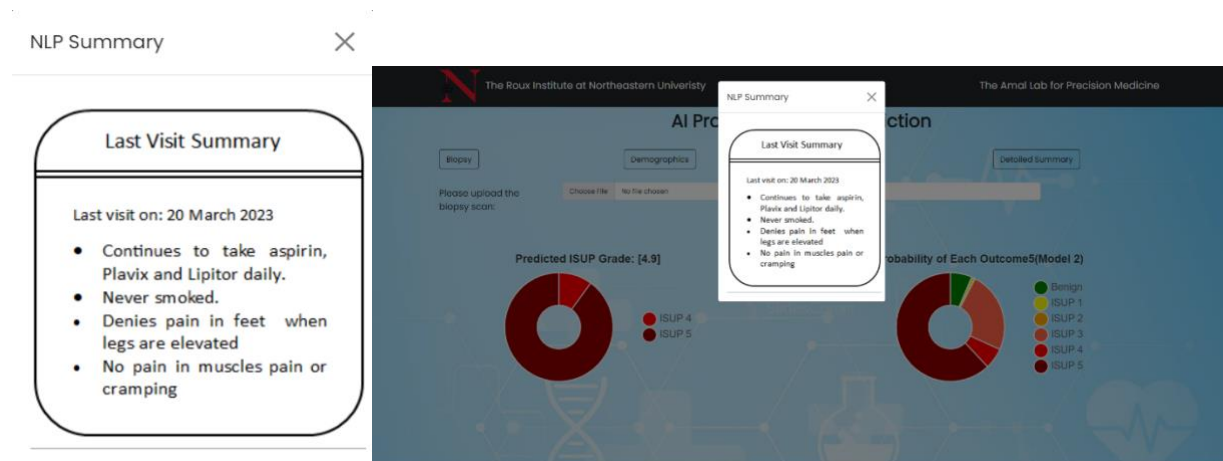 NLP Summary
Last Visit Summary
Last visit on: 20 March 2023
• Continues to take aspirin,
Plavix and Lipitor daily.
• Never smoked.
• Denies pain in feet when
legs are elevated
• No pain in muscles pain or
cramping
N
The Roux Institute at Northeastern Univeristy
The Amal Lab for Precision Medicine
AI Pro
ction
Biopsy
Demographics
Detailed Summary
Please upload the
biopsy scan:
Choose File No file chosen
NLP Summary
Last Visit Summary
Last visit on: 20 March 2023
• Continues to take aspirin,
Plavix and Lipitor daily.
• Never smoked.
• Denies pain in feet when
legs are elevated
• No pain in muscles pain or
cramping
Predicted ISUP Grade: [4.9]
ISUP 4
ISUP 5
obability of Each Outcome5(Model 2)
Benign
ISUP 1
ISUP 2
ISUP 3
ISUP 4
ISUP 5